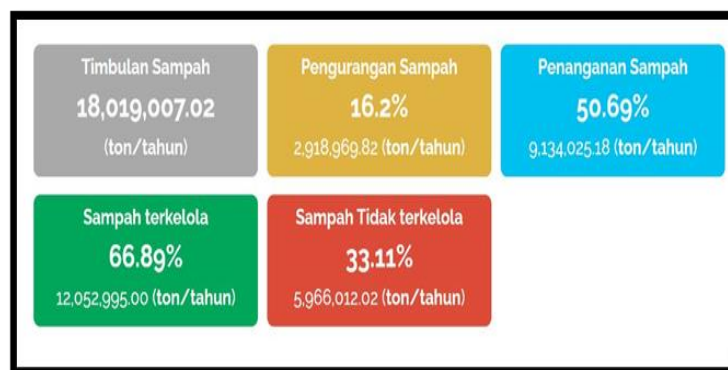 Timbulan Sampah
18,019,007.02
(ton/tahun)
Pengurangan Sampah
16.2%
2,918,969.82 (ton/tahun)
Penanganan Sampah
50.69%
9,134,025.18 (ton/tahun)
Sampah terkelola
66.89%
12,052,995.00 (ton/tahun)
Sampah Tidak terkelola
33.11%
5,966,012.02 (ton/tahun)